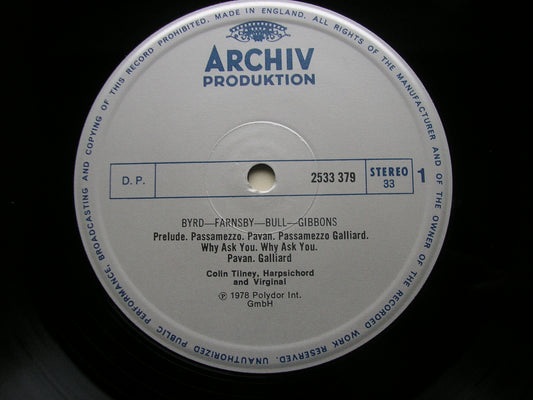 MADE IN ENGLAND. ALL RIGHTS OF THE MANUFACTURER AND OF THE OWNER OF THE RECORDED WORK RESERVED. UNAUTHORIZED PUBLIC PERFORMANCE, BROADCASTING AND COPYING OF THIS RECORD PROHIBITED.
ARCHIV
PRODUKTION
D. P.
2533 379
STEREO
33
1
BYRD—FARNSBY—BULL—GIBBONS
Prelude. Passamezzo. Pavan. Passamezzo Galliard.
Why Ask You. Why Ask You.
Pavan. Galliard
Colin Tilney, Harpsichord
and Virginal
℗ 1978 Polydor Int.
GmbH